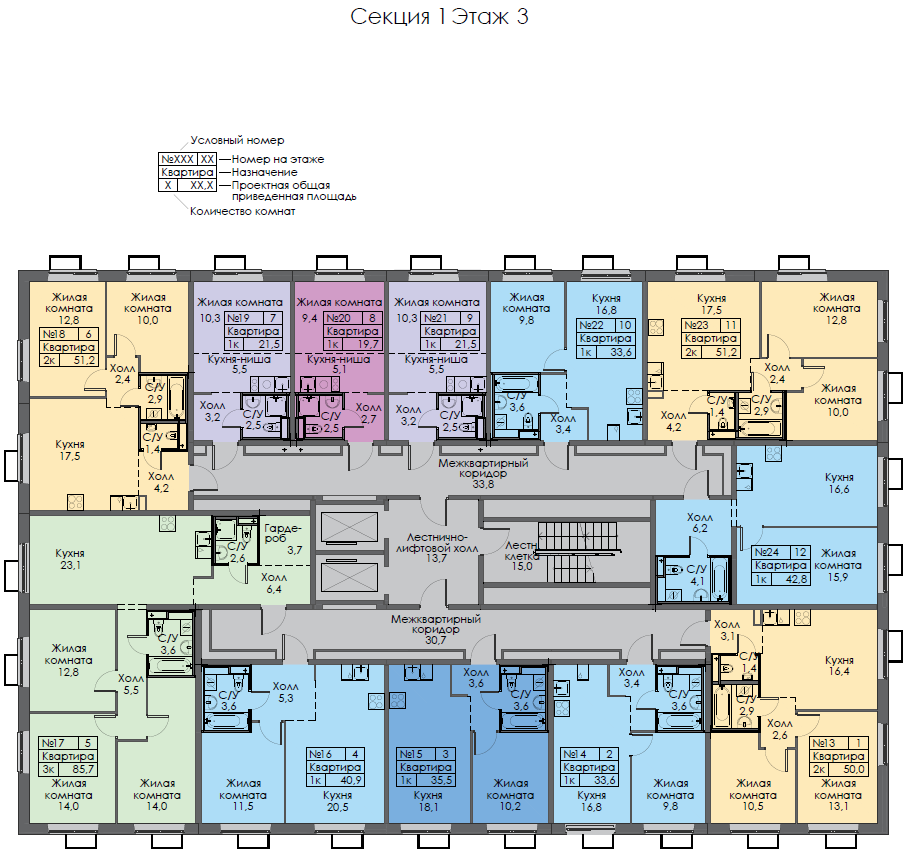 Секция 1 Этаж 3
Условный номер
№XXX XX
Номер на этаже
Квартира
Назначение
X XX,X
Проектная общая
приведенная площадь
Количество комнат
Жилая
комната
12,8
№18 6
Квартира
2к 51,2
Жилая
комната
10,0
Холл
2,4
С/У
2,9
С/У
1,4
Кухня
17,5
Холл
4,2
Жилая комната
10,3
№19 7
Квартира
1к 21,5
Кухня-ниша
5,5
Холл
3,2
С/У
2,5
Жилая комната
9,4
№20 8
Квартира
1к 19,7
Кухня-ниша
5,1
С/У
2,5
Холл
2,7
Жилая комната
10,3
№21 9
Квартира
1к 21,5
Кухня-ниша
5,5
Холл
3,2
С/У
2,5
Жилая
комната
9,8
Кухня
16,8
№22 10
Квартира
1к 33,6
С/У
3,6
Холл
3,4
Кухня
17,5
№23 11
Квартира
2к 51,2
Жилая
комната
12,8
Холл
2,4
Жилая
комната
10,0
С/У
1,4
С/У
2,9
Холл
4,2
Межквартирный
коридор
33,8
Кухня
16,6
Холл
6,2
С/У
4,1
№24 12
Квартира
1к 42,8
Жилая
комната
15,9
Лестнично-
лифтовой холл
13,7
Лестн.
клетка
15,0
Кухня
23,1
С/У
2,6
Гарде-
роб
3,7
Холл
6,4
Межквартирный
коридор
30,7
Жилая
комната
12,8
Холл
5,5
С/У
3,6
№17 5
Квартира
3к 85,7
Жилая
комната
14,0
Жилая
комната
14,0
С/У
3,6
Холл
5,3
Жилая
комната
11,5
№16 4
Квартира
1к 40,9
Кухня
20,5
Холл
3,6
С/У
3,6
№15 3
Квартира
1к 35,5
Кухня
18,1
Жилая
комната
10,2
Холл
3,4
С/У
3,6
№14 2
Квартира
1к 33,6
Кухня
16,8
Жилая
комната
9,8
Холл
3,1
С/У
1,4
Кухня
16,4
С/У
2,9
Холл
2,6
№13 1
Квартира
2к 50,0
Жилая
комната
10,5
Жилая
комната
13,1